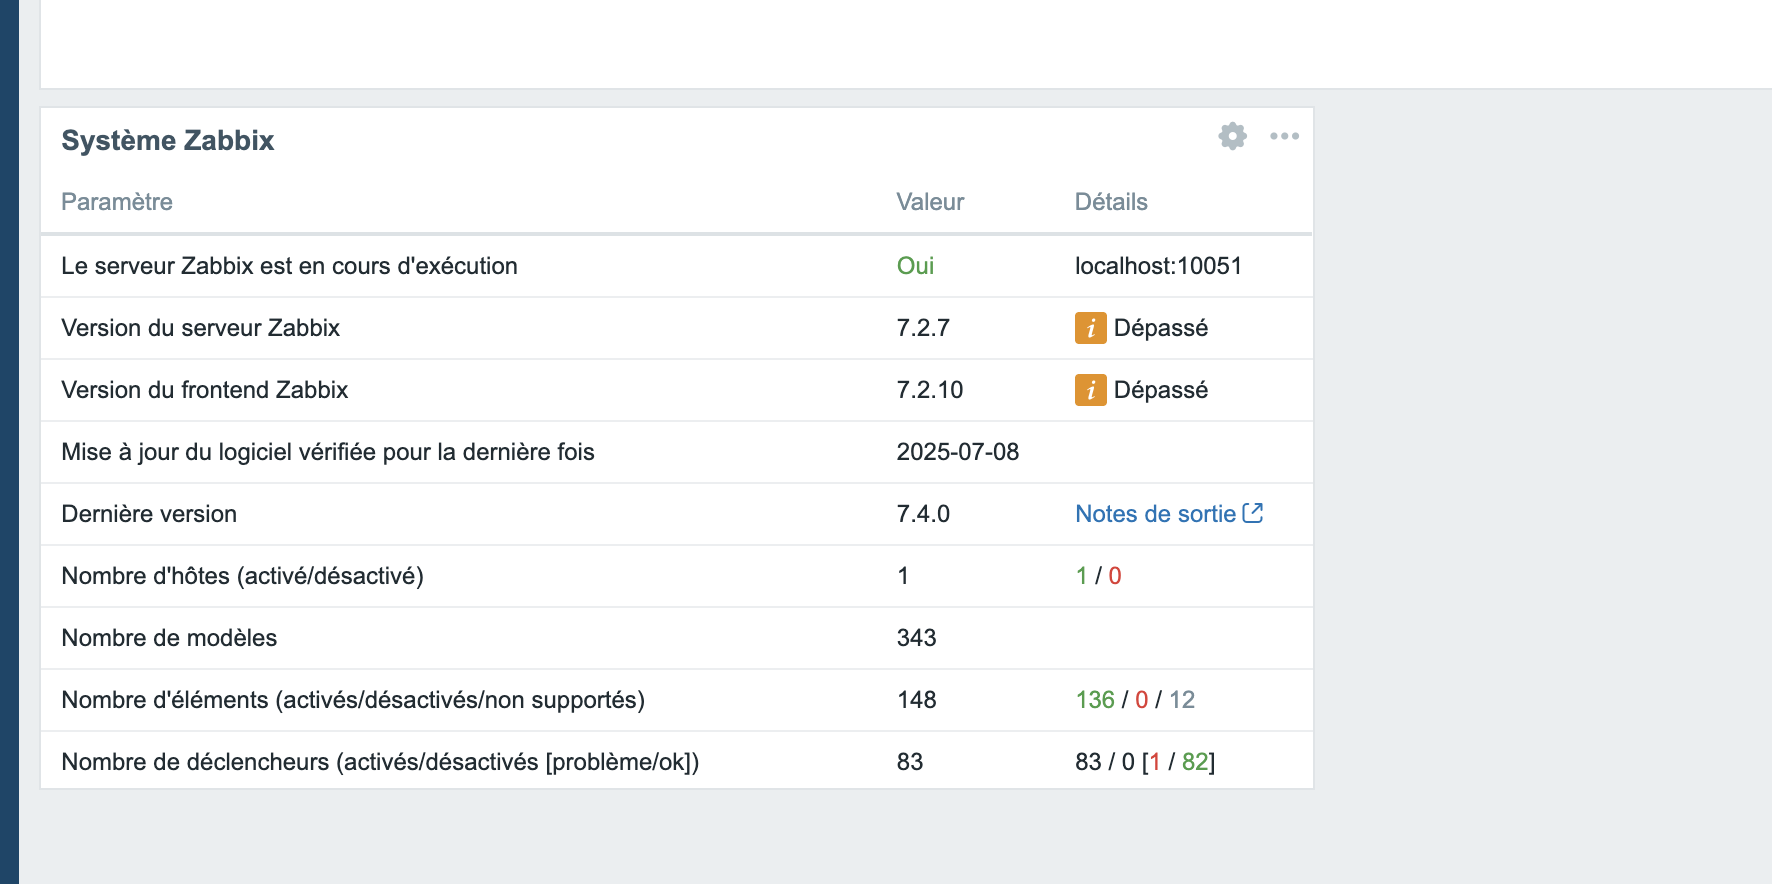 Système Zabbix
Paramètre Valeur Détails
Le serveur Zabbix est en cours d'exécution Oui localhost:10051
Version du serveur Zabbix 7.2.7 i Dépassé
Version du frontend Zabbix 7.2.10 i Dépassé
Mise à jour du logiciel vérifiée pour la dernière fois 2025-07-08
Dernière version 7.4.0 Notes de sortie
Nombre d'hôtes (activé/désactivé) 1 1 / 0
Nombre de modèles 343
Nombre d'éléments (activés/désactivés/non supportés) 148 136 / 0 / 12
Nombre de déclencheurs (activés/désactivés [problème/ok]) 83 83 / 0 [1 / 82]